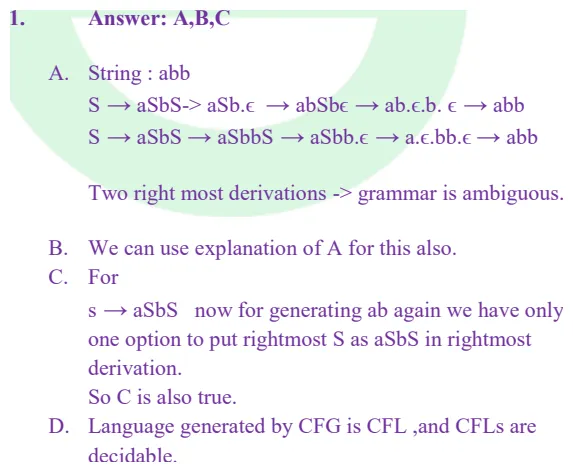 1. Answer: A,B,C
A. String : abb
S → aSbS-> aSb.ϵ → abSbϵ → ab.ϵ.b. ϵ → abb
S → aSbS → aSbbS → aSbb.ϵ → a.ϵ.bb.ϵ → abb
Two right most derivations -> grammar is ambiguous.
B. We can use explanation of A for this also.
C. For
s → aSbS now for generating ab again we have only
one option to put rightmost S as aSbS in rightmost
derivation.
So C is also true.
D. Language generated by CFG is CFL ,and CFLs are
decidable.